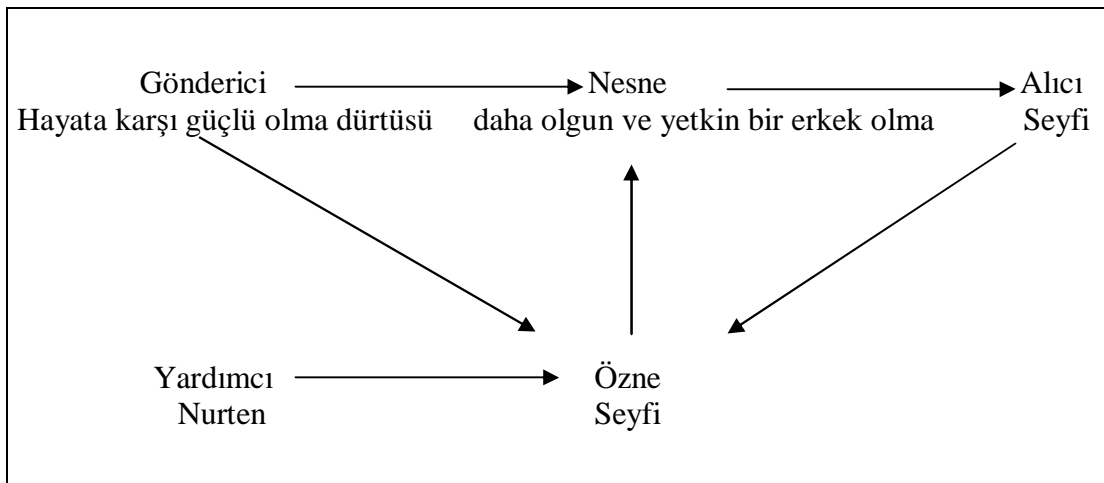 Gönderici Nesne Alıcı
Hayata karşı güçlü olma dürtüsü daha olgun ve yetkin bir erkek olma Seyfi
Yardımcı Özne
Nurten Seyfi